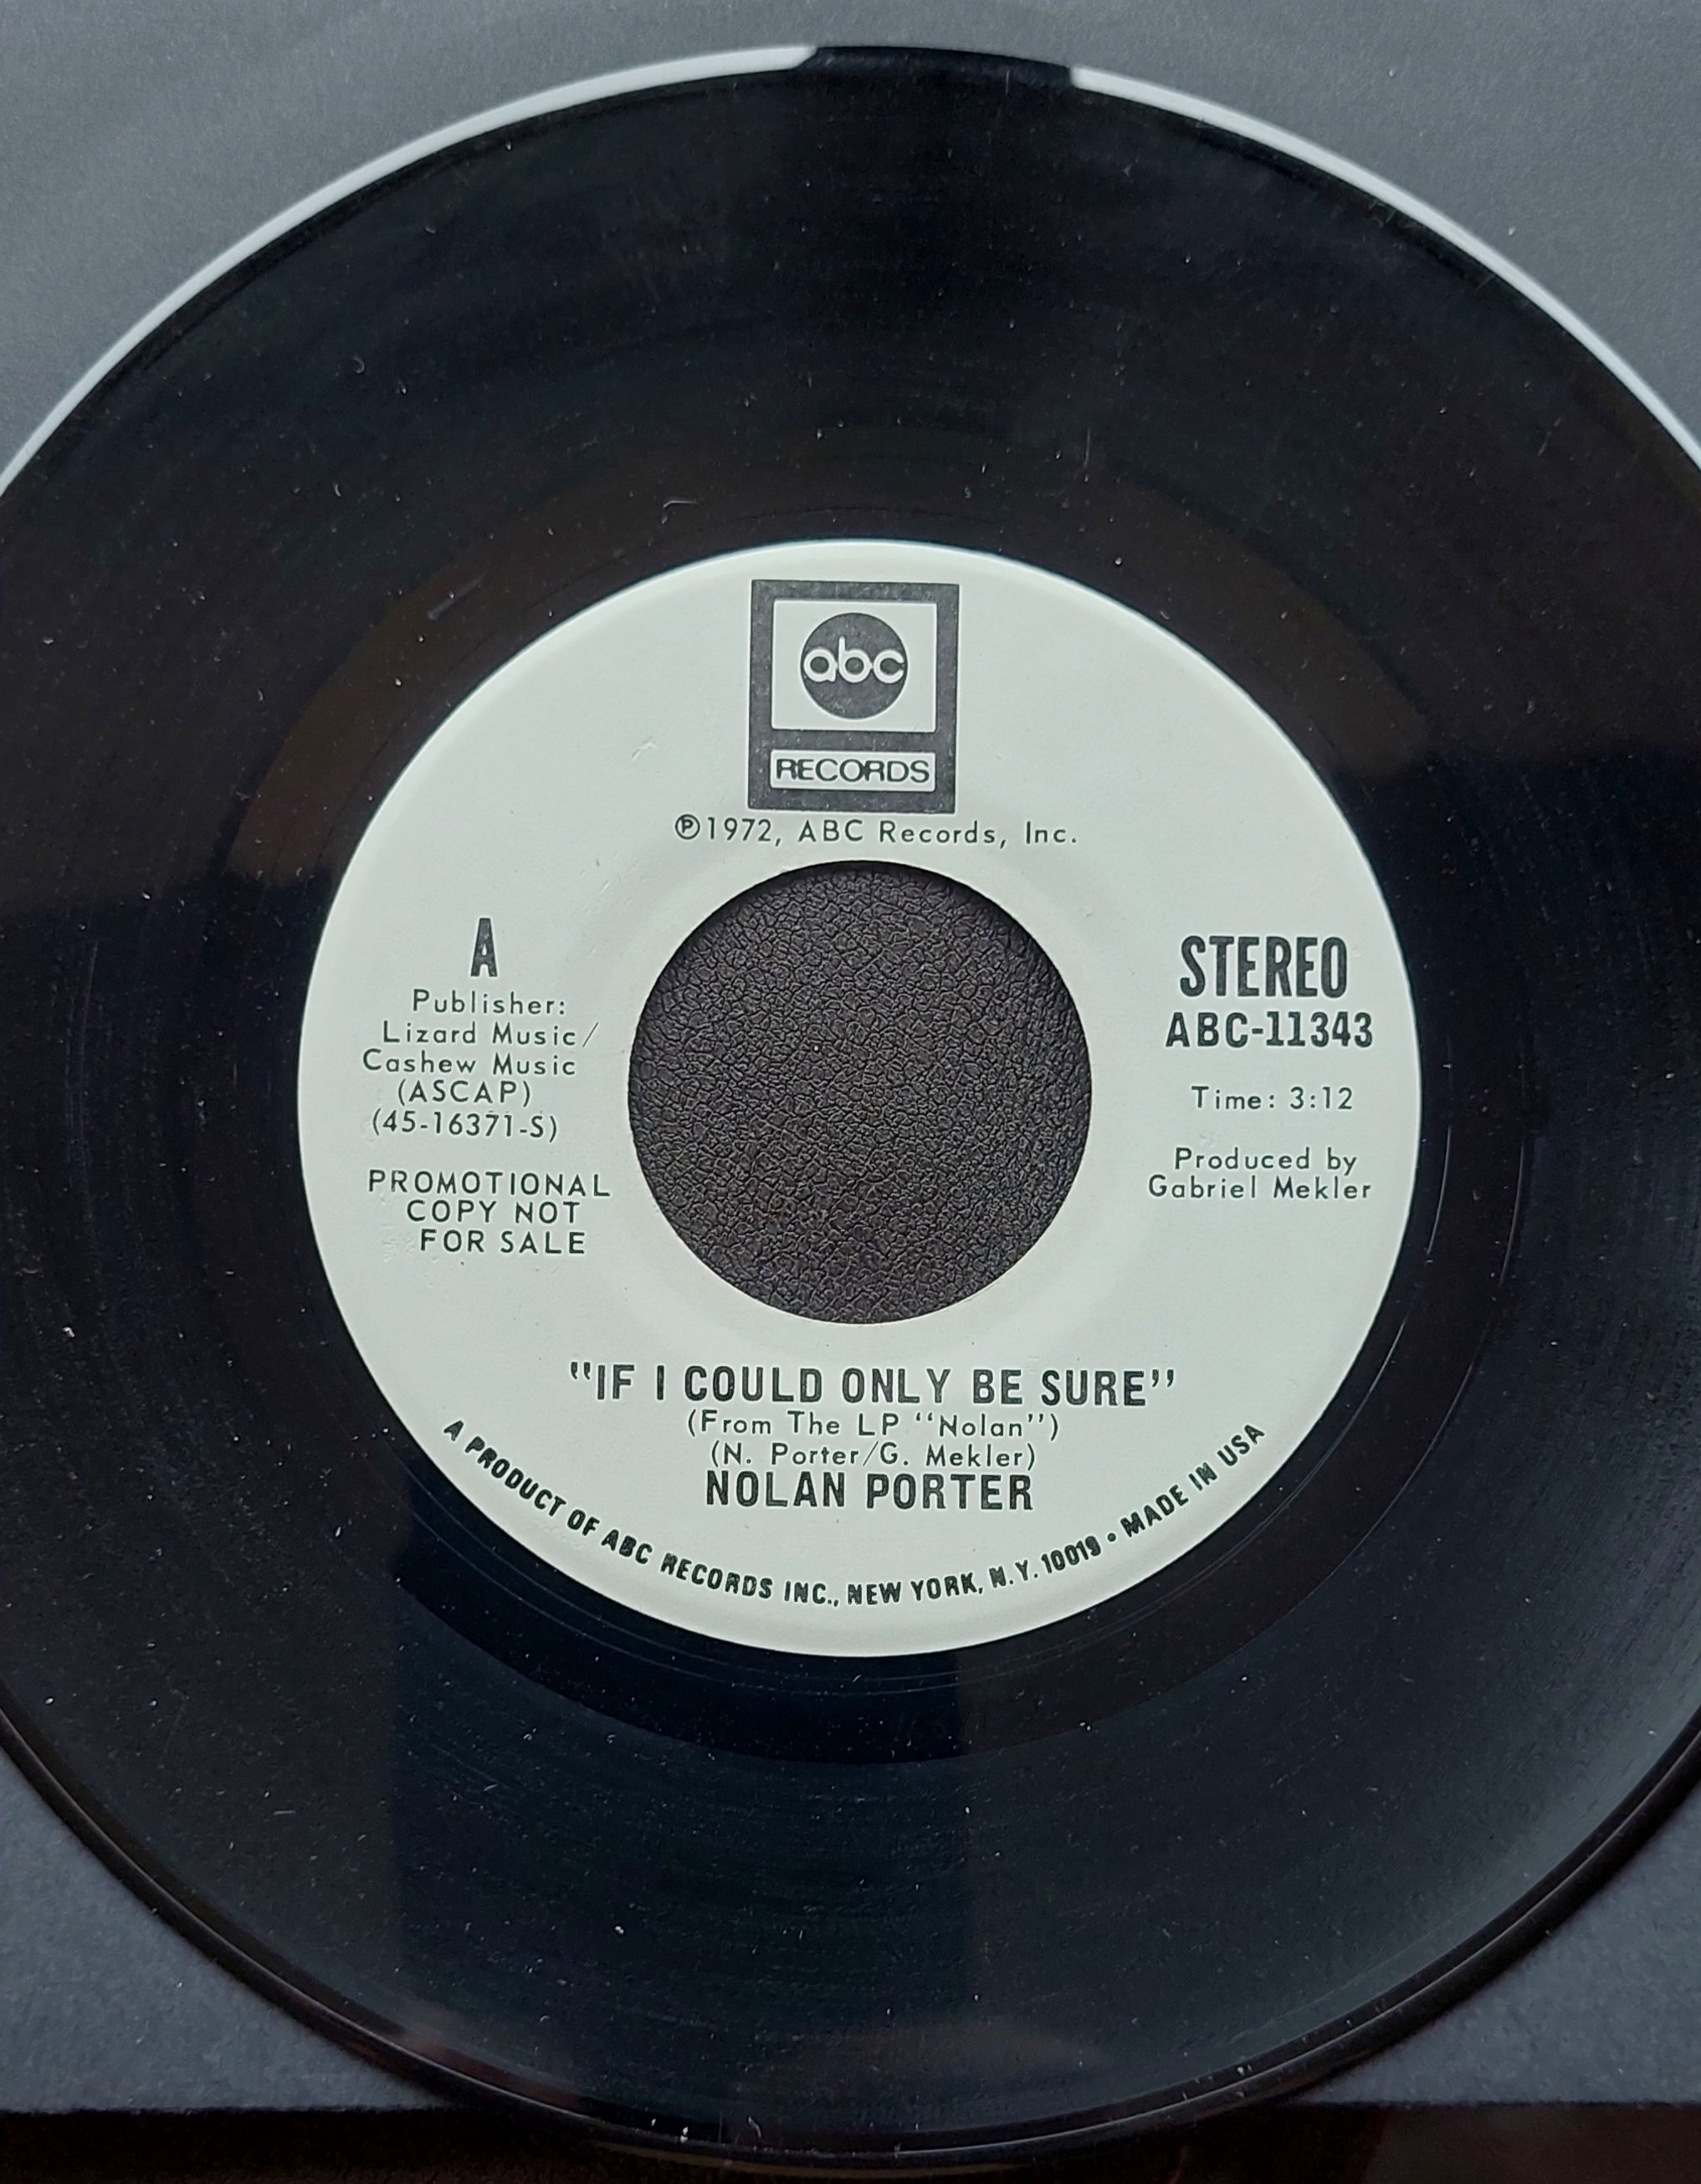 abc
RECORDS
℗1972, ABC Records, Inc.
A
Publisher:
Lizard Music/
Cashew Music
(ASCAP)
(45-16371-S)
PROMOTIONAL
COPY NOT
FOR SALE
STEREO
ABC-11343
Time: 3:12
Produced by
Gabriel Mekler
"IF I COULD ONLY BE SURE"
(From The LP "Nolan")
(N. Porter/G. Mekler)
NOLAN PORTER
A PRODUCT OF ABC RECORDS INC., NEW YORK, N.Y. 10019 • MADE IN USA